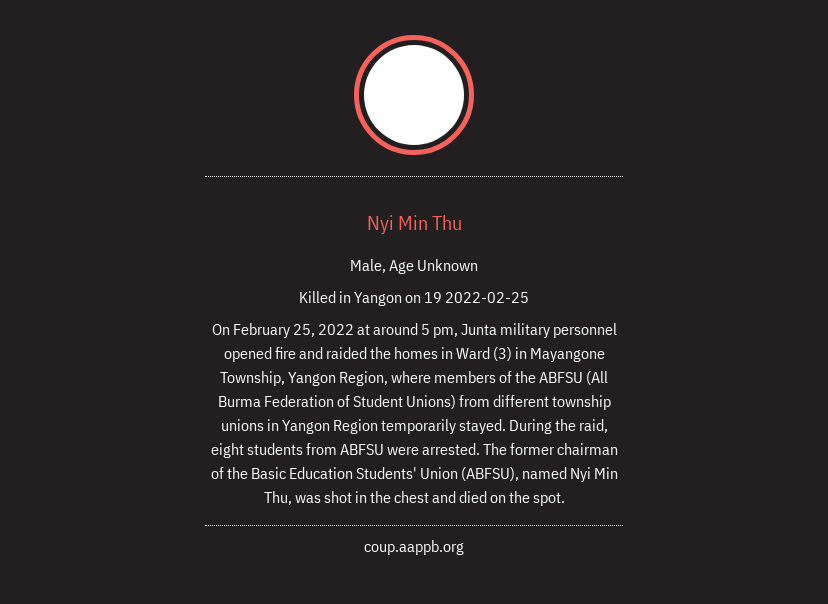 Nyi Min Thu
Male, Age Unknown
Killed in Yangon on 19 2022-02-25
On February 25, 2022 at around 5 pm, Junta military personnel
opened fire and raided the homes in Ward (3) in Mayangone
Township, Yangon Region, where members of the ABFSU (All
Burma Federation of Student Unions) from different township
unions in Yangon Region temporarily stayed. During the raid,
eight students from ABFSU were arrested. The former chairman
of the Basic Education Students' Union (ABFSU), named Nyi Min
Thu, was shot in the chest and died on the spot.
coup.aappb.org